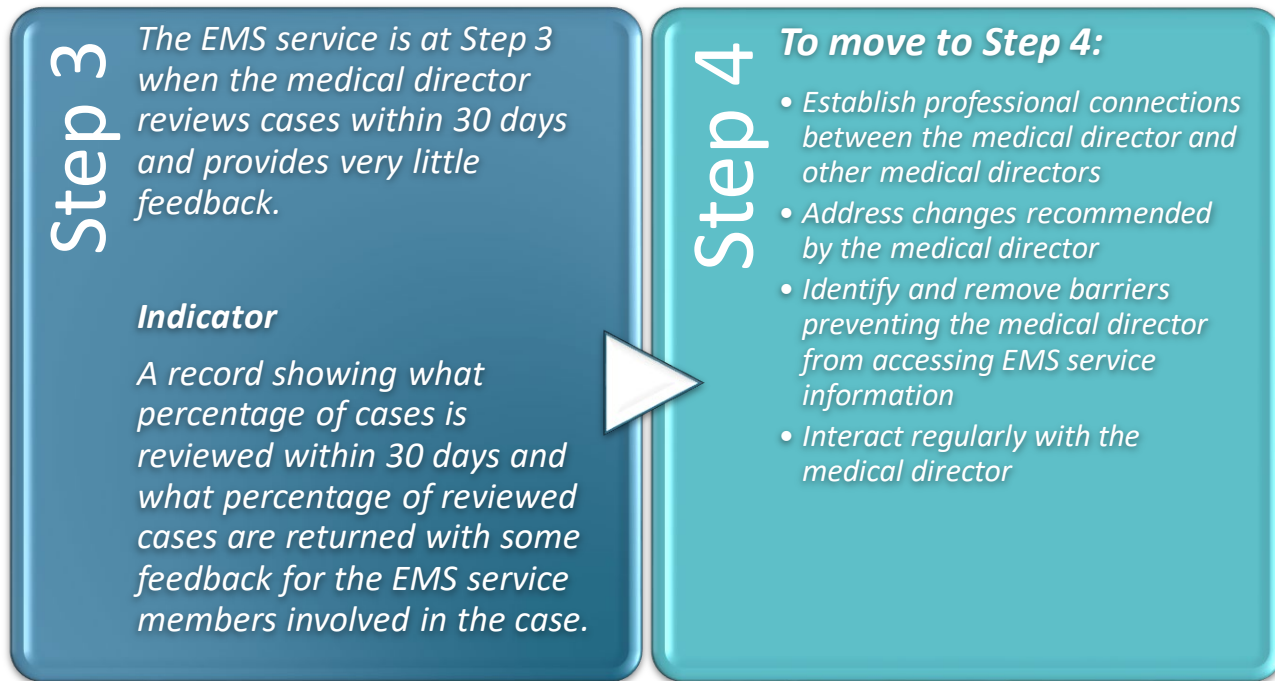 Step 3
The EMS service is at Step 3
when the medical director
reviews cases within 30 days
and provides very little
feedback.
Indicator
A record showing what
percentage of cases is
reviewed within 30 days and
what percentage of reviewed
cases are returned with some
feedback for the EMS service
members involved in the case.
Step 4
To move to Step 4:
• Establish professional connections
between the medical director and
other medical directors
• Address changes recommended
by the medical director
• Identify and remove barriers
preventing the medical director
from accessing EMS service
information
• Interact regularly with the
medical director